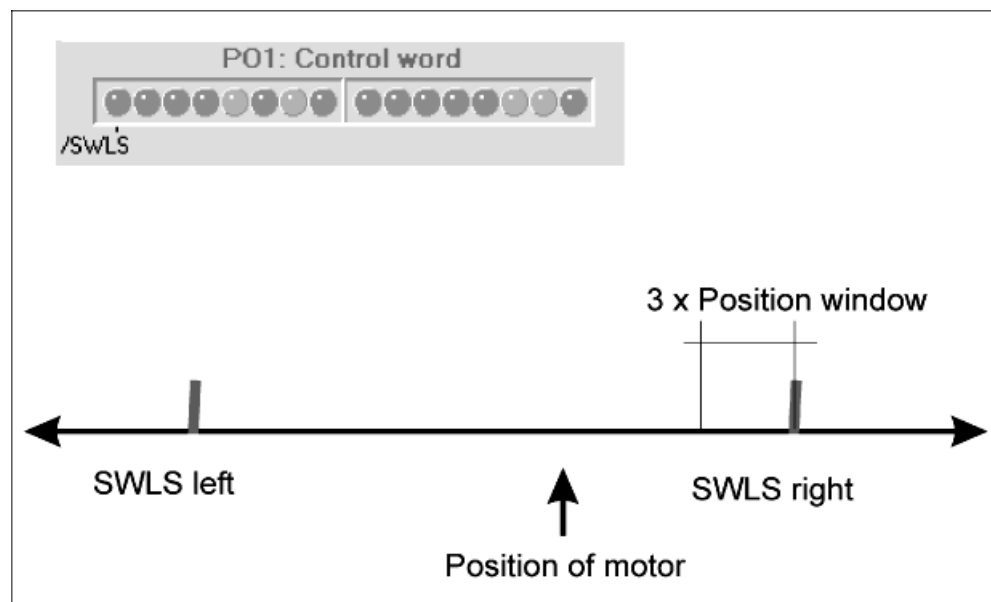 PO1: Control word
/SWLS
3 x Position window
SWLS left
SWLS right
Position of motor